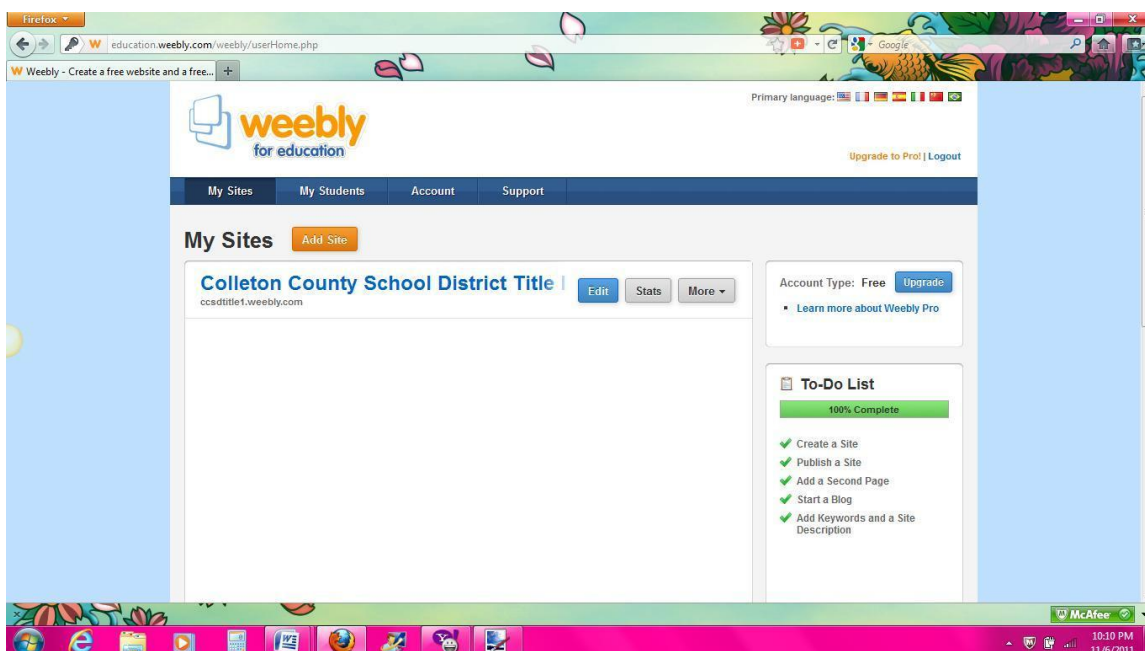 Firefox
education.weebly.com/weebly/userHome.php
Google
Weebly - Create a free website and a free...
Primary language:
weebly
for education
Upgrade to Pro! | Logout
My Sites My Students Account Support
My Sites Add Site
Colleton County School District Title I
Edit Stats More
ccsdtitle1.weebly.com
Account Type: Free Upgrade
Learn more about Weebly Pro
To-Do List
100% Complete
Create a Site
Publish a Site
Add a Second Page
Start a Blog
Add Keywords and a Site
Description
McAfee
10:10 PM
11/6/2011